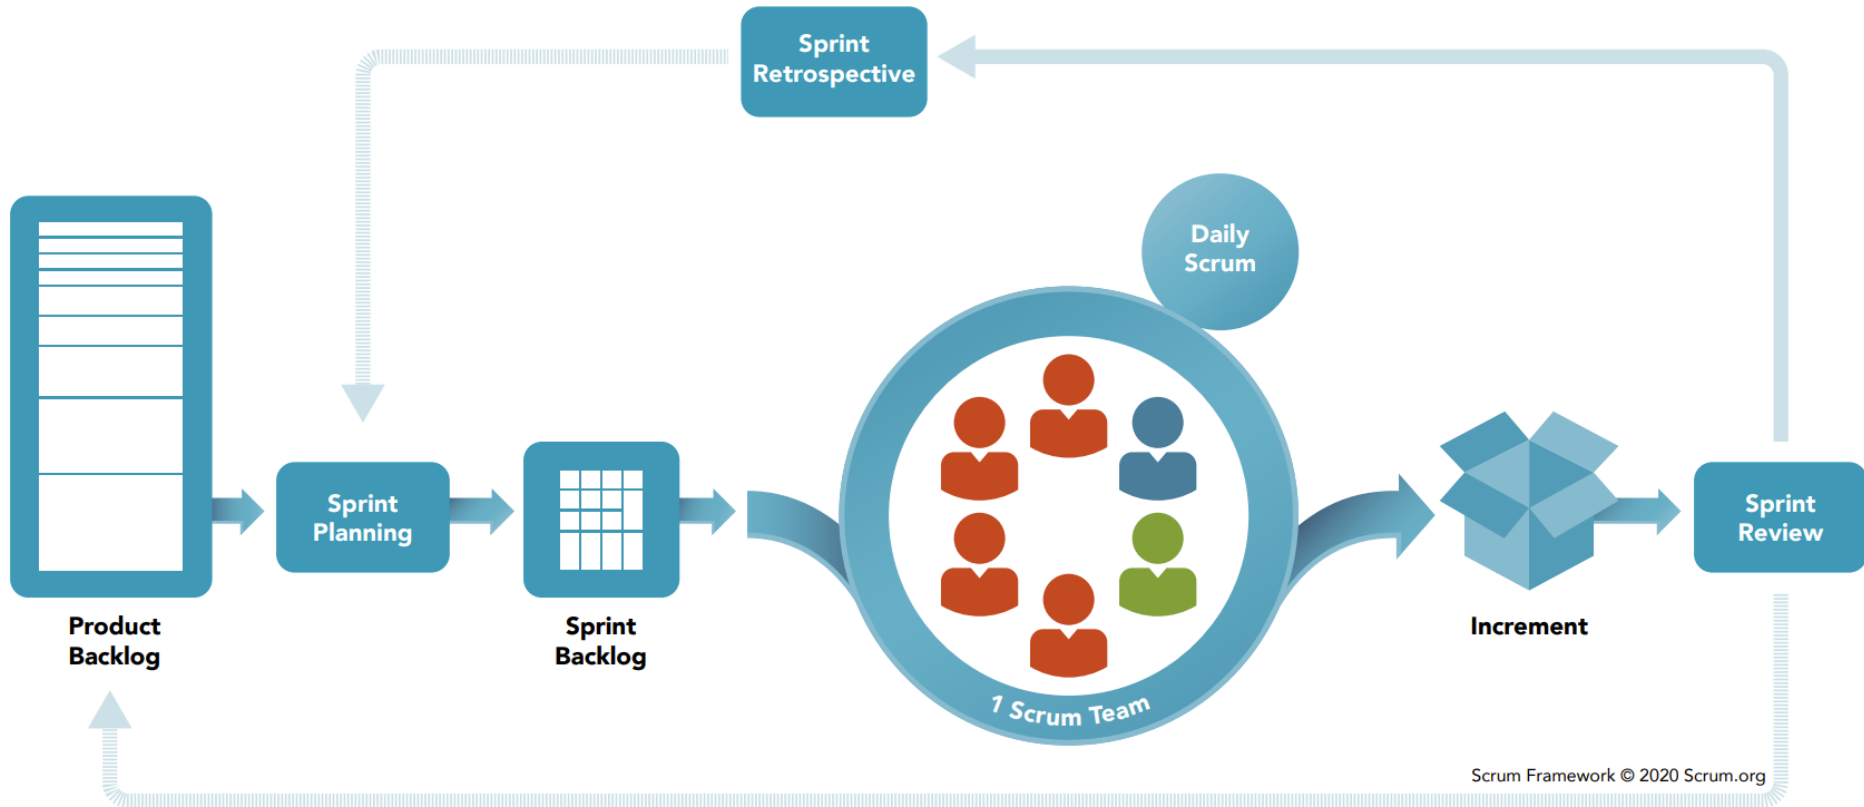 Sprint
Retrospective
Daily
Scrum
Sprint
Planning
Sprint
Review
Product
Backlog
Sprint
Backlog
Increment
1 Scrum Team
Scrum Framework © 2020 Scrum.org